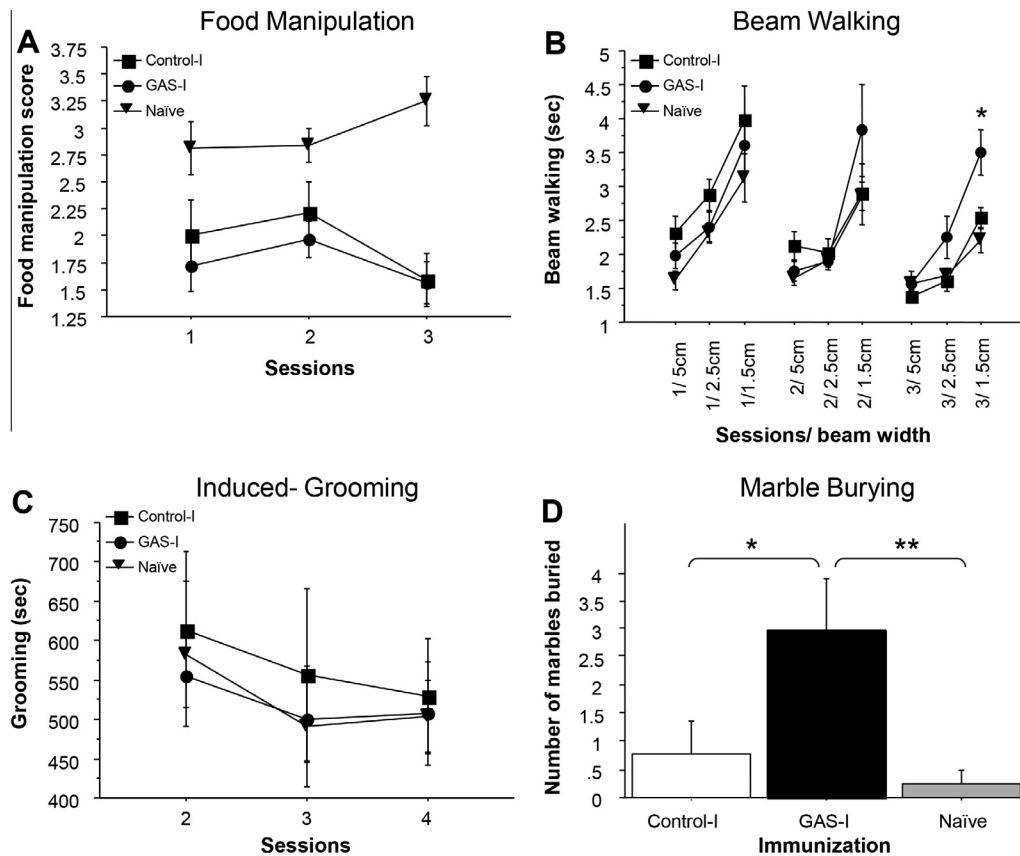 A
Food Manipulation
Control-I
GAS-I
Naïve
Food manipulation score
3.75
3.5
3.25
3
2.75
2.5
2.25
2
1.75
1.5
1.25
1
2
3
Sessions
B
Beam Walking
Control-I
GAS-I
Naïve
*
Beam walking (sec)
5
4.5
4
3.5
3
2.5
2
1.5
1
1/ 5cm
1/ 2.5cm
1/1.5cm
2/ 5cm
2/ 2.5cm
2/ 1.5cm
3/ 5cm
3/ 2.5cm
3/ 1.5cm
Sessions/ beam width
C
Induced- Grooming
Control-I
GAS-I
Naïve
Grooming (sec)
750
700
650
600
550
500
450
400
2
3
4
Sessions
D
Marble Burying
*
**
Number of marbles buried
4
3.5
3
2.5
2
1.5
1
.5
0
Control-I
GAS-I
Naïve
Immunization